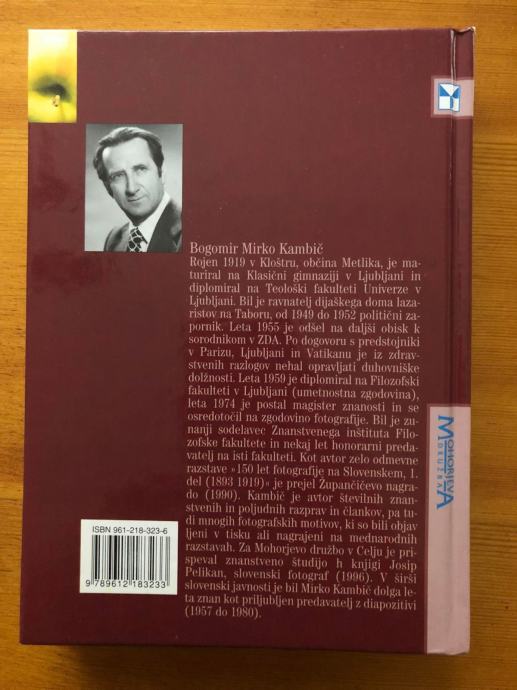 Bogomir Mirko Kambič
Rojen 1919 v Kloštru, občina Metlika, je ma-
turiral na Klasični gimnaziji v Ljubljani in
diplomiral na Teološki fakulteti Univerze v
Ljubljani. Bil je ravnatelj dijaškega doma laza-
ristov na Taboru, od 1949 do 1952 politični za-
pornik. Leta 1955 je odšel na daljši obisk k
sorodnikom v ZDA. Po dogovoru s predstojniki
v Parizu, Ljubljani in Vatikanu je iz zdrav-
stvenih razlogov nehal opravljati duhovniške
dolžnosti. Leta 1959 je diplomiral na Filozofski
fakulteti v Ljubljani (umetnostna zgodovina),
leta 1974 je postal magister znanosti in se
osredotočil na zgodovino fotografije. Bil je zu-
nanji sodelavec Znanstvenega inštituta Filo-
zofske fakultete in nekaj let honorarni preda-
vatelj na isti fakulteti. Kot avtor zelo odmevne
razstave »150 let fotografije na Slovenskem, 1.
del (1893 1919)« je prejel Župančičevo nagra-
do (1990). Kambič je avtor številnih znan-
stvenih in poljudnih razprav in člankov, pa tu-
di mnogih fotografskih motivov, ki so bili objav
ljeni v tisku ali nagrajeni na mednarodnih
razstavah. Za Mohorjevo družbo v Celju je pri-
speval znanstveno študijo h knjigi Josip
Pelikan, slovenski fotograf (1996). V širši
slovenski javnosti je bil Mirko Kambič dolga le-
ta znan kot priljubljen predavatelj z diapozitivi
(1957 do 1980).
ISBN 961-218-323-6
9 789612 183233
MOHORJEVA
DRUŽBA